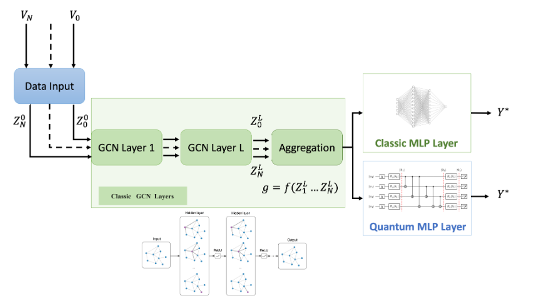 V_N V_0
Data Input
Z_N^0 Z_0^0
GCN Layer 1
GCN Layer L
Z_0^L
Z_N^L
Aggregation
g = f(Z_1^L ... Z_N^L)
Classic GCN Layers
Classic MLP Layer
Y*
Quantum MLP Layer
Y*
Hidden layer Hidden layer
Input
ReLU
ReLU
Output